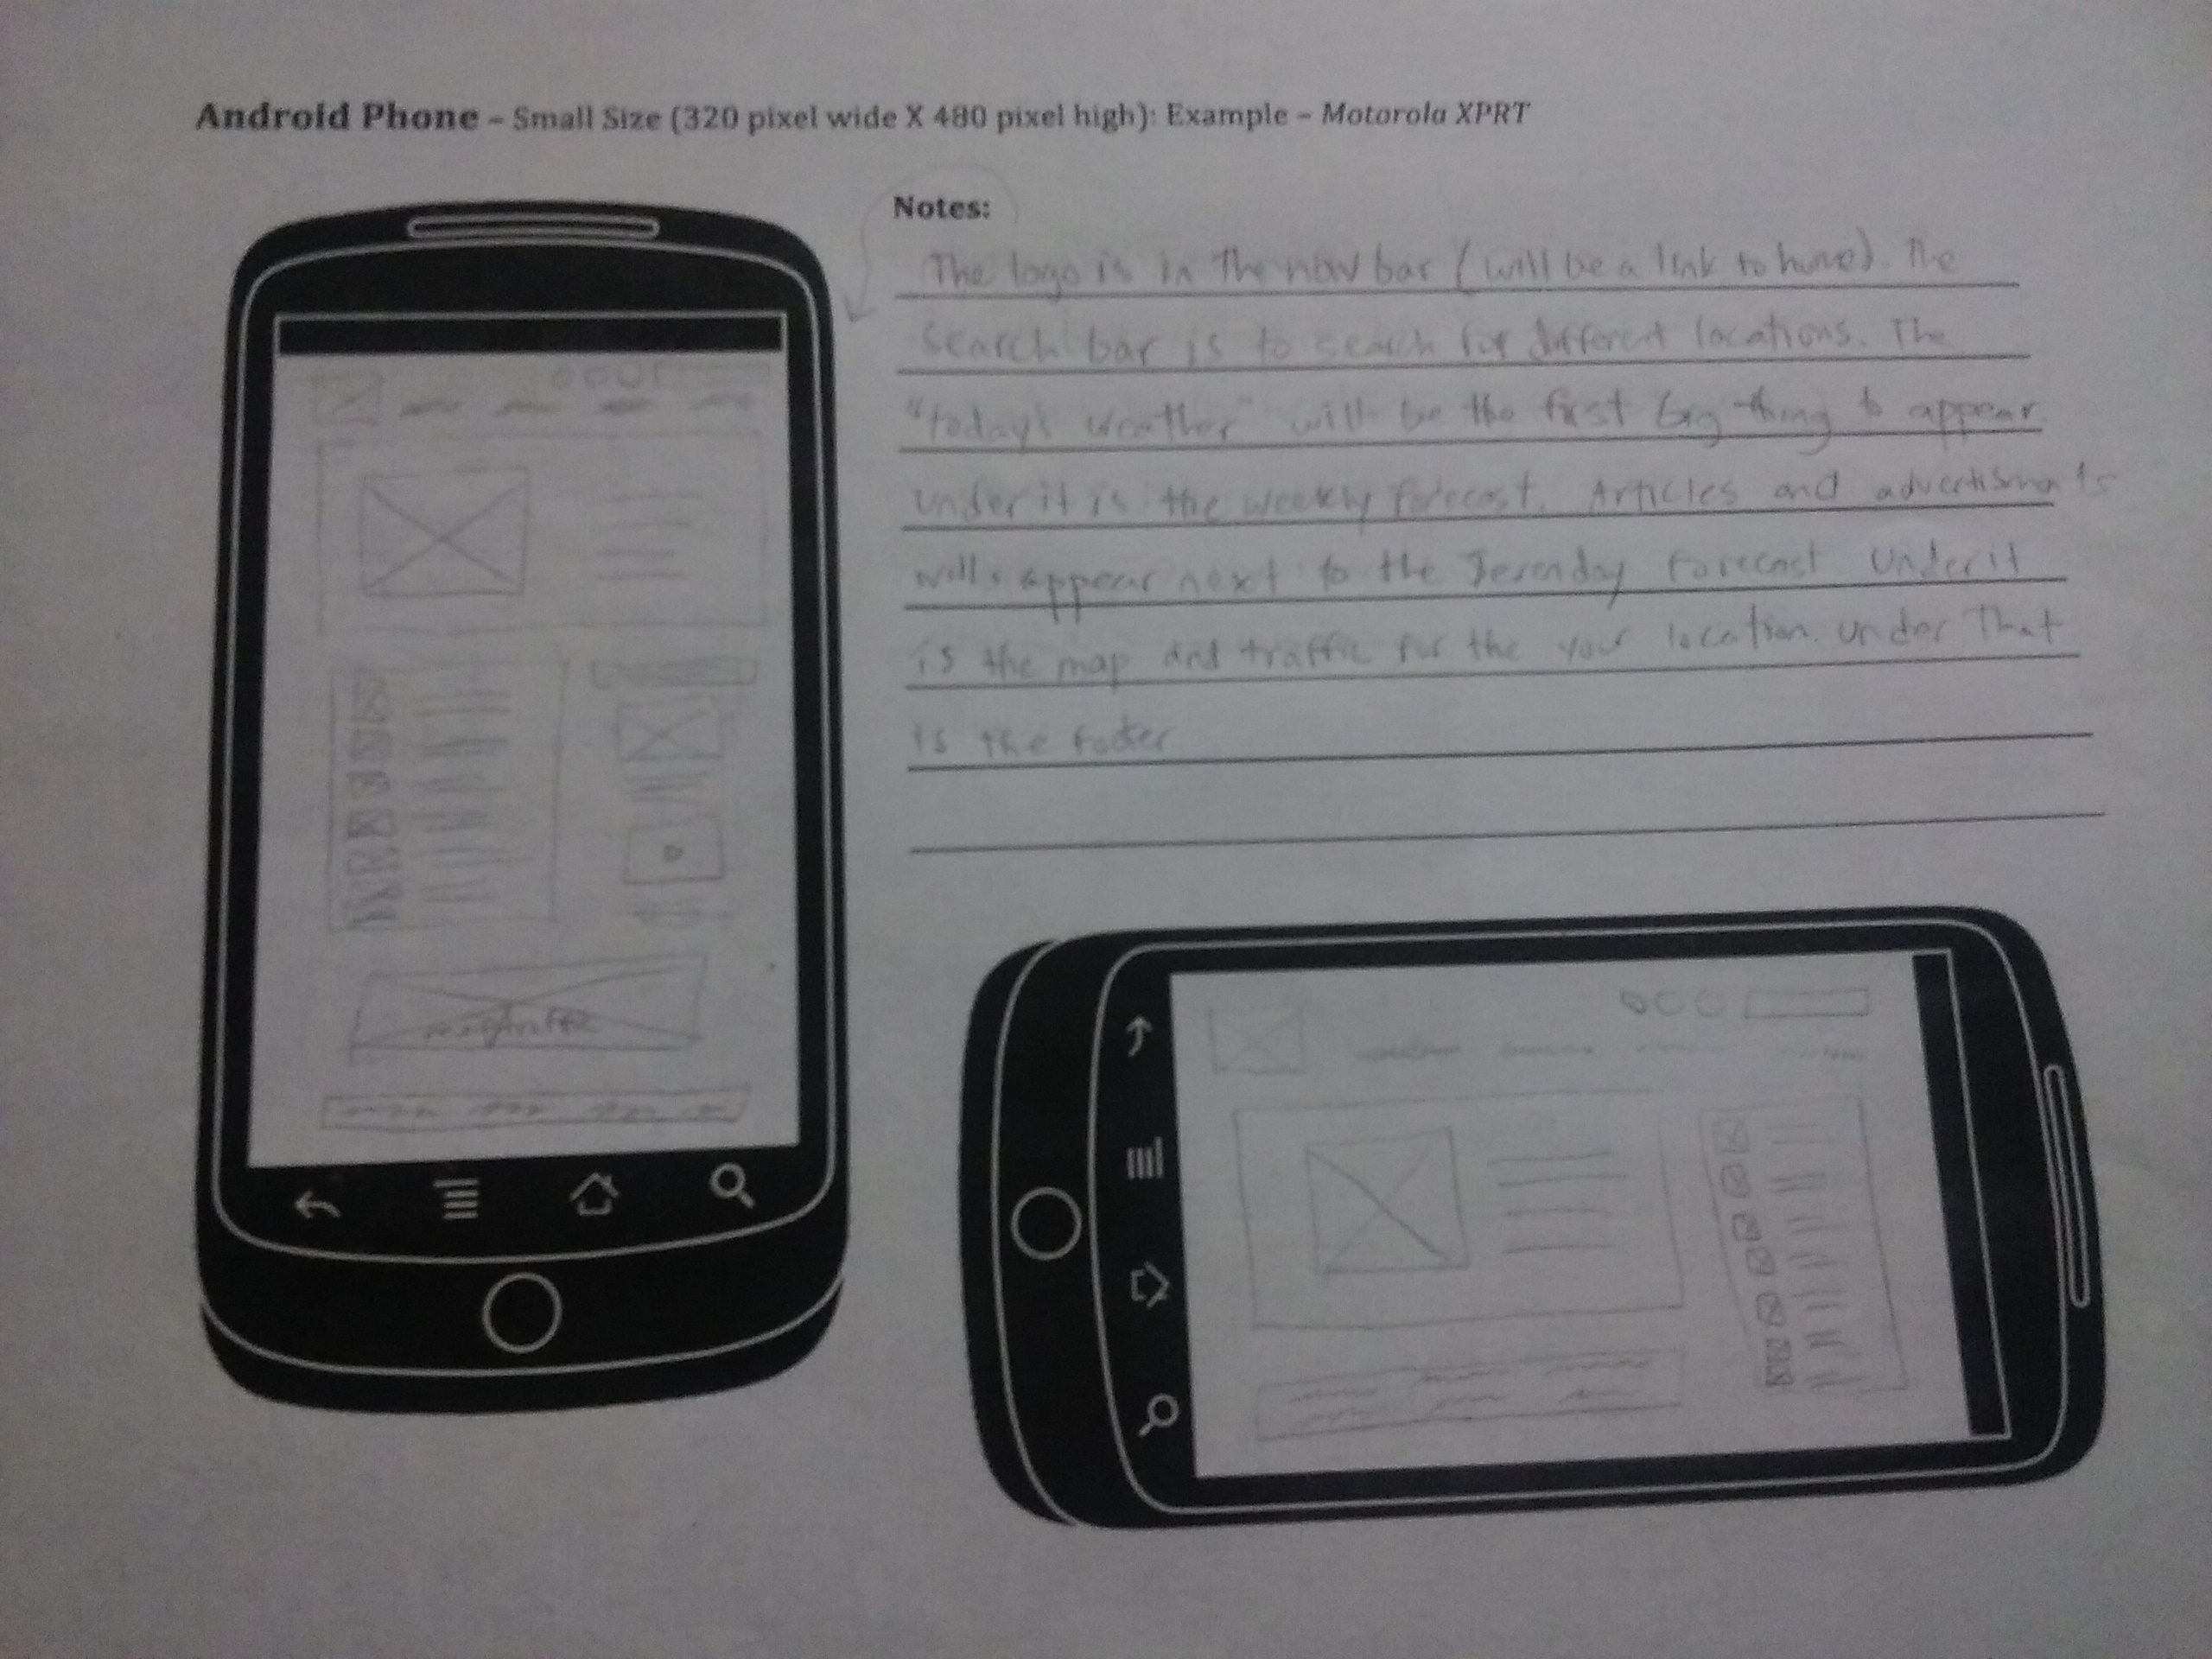 Android Phone – Small Size (320 pixel wide X 480 pixel high): Example – Motorola XPRT
Notes:
The logo is in the nav bar (will be a link to home). The
search bar is to search for different locations. The
"today's weather" will be the first big thing to appear.
under it is the weekly forecast. Articles and advertisments
will appear next to the Sevenday forecast. Under it
is the map and traffic for the your location. Under That
is the footer
map/traffic